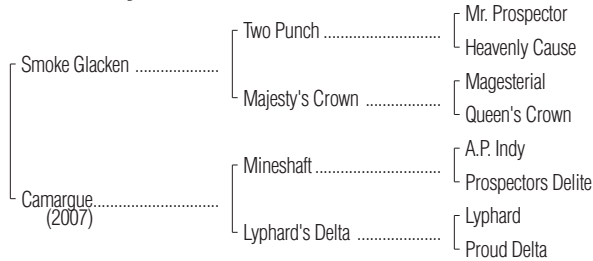 Mr. Prospector
Two Punch ........................
Heavenly Cause
Smoke Glacken .................
Magesterial
Majesty's Crown ...............
Queen's Crown
A.P. Indy
Mineshaft .........................
Prospectors Delite
Camargue.........................
(2007)
Lyphard
Lyphard's Delta .................
Proud Delta